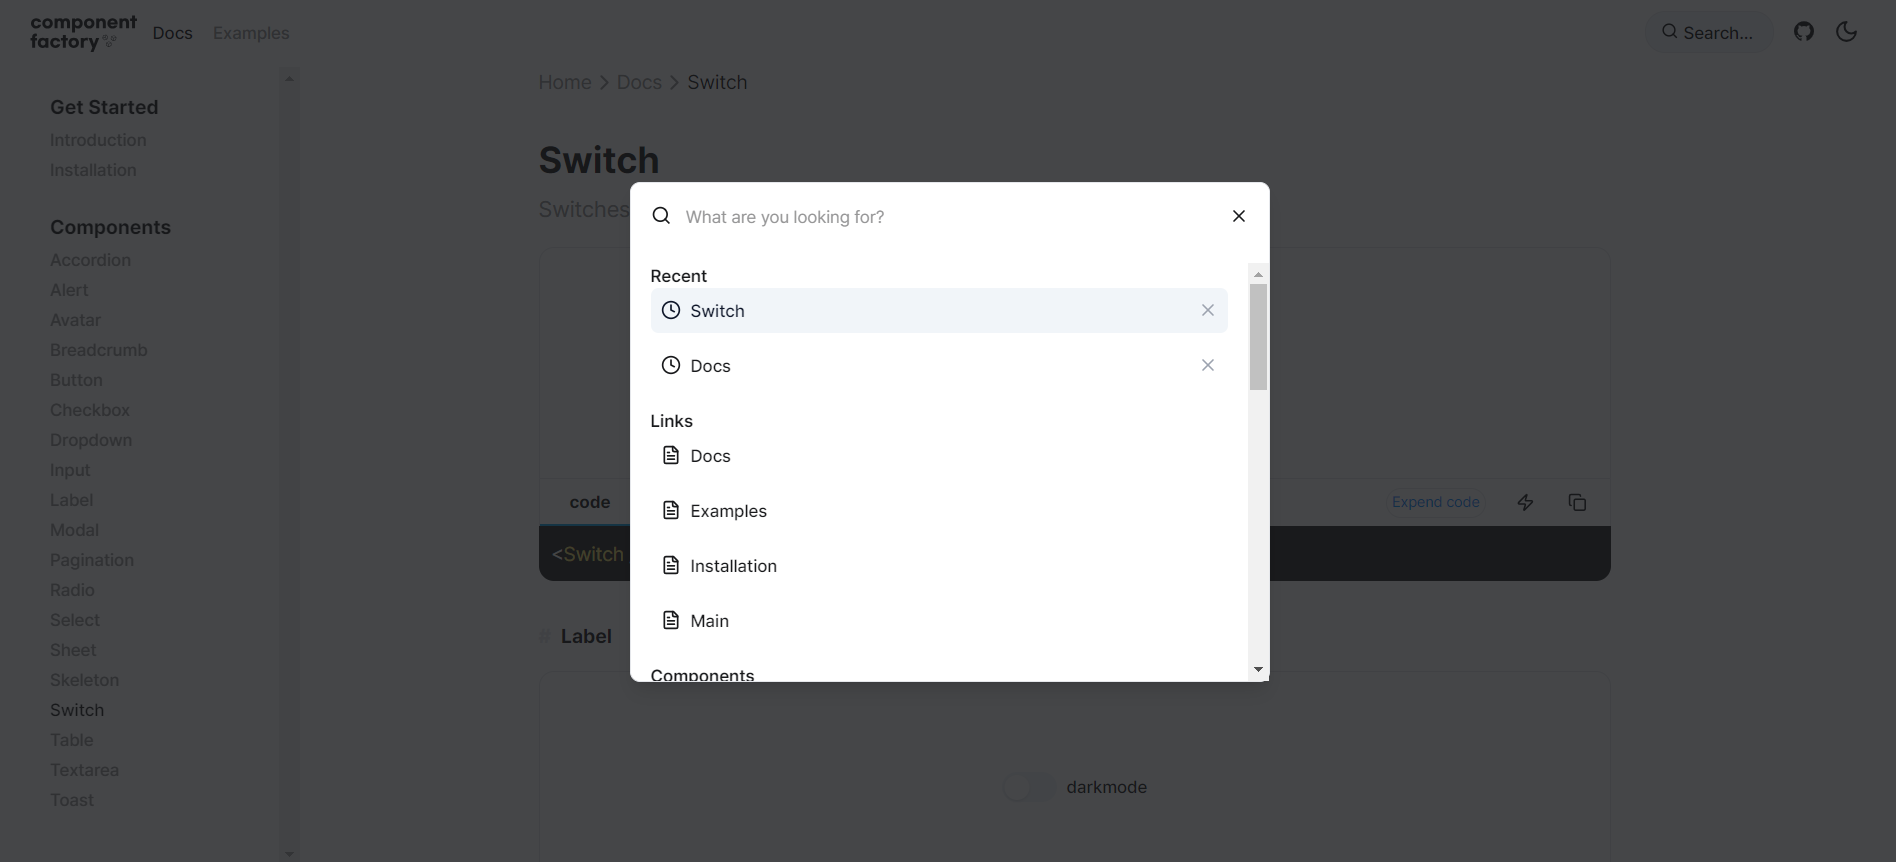 component
factory
Docs
Examples
Search...
Get Started
Introduction
Installation
Components
Accordion
Alert
Avatar
Breadcrumb
Button
Checkbox
Dropdown
Input
Label
Modal
Pagination
Radio
Select
Sheet
Skeleton
Switch
Table
Textarea
Toast
Home > Docs > Switch
Switch
Switches
What are you looking for?
Recent
Switch
Docs
Links
Docs
Examples
Installation
Main
Components
code
Expend code
<Switch
# Label
darkmode